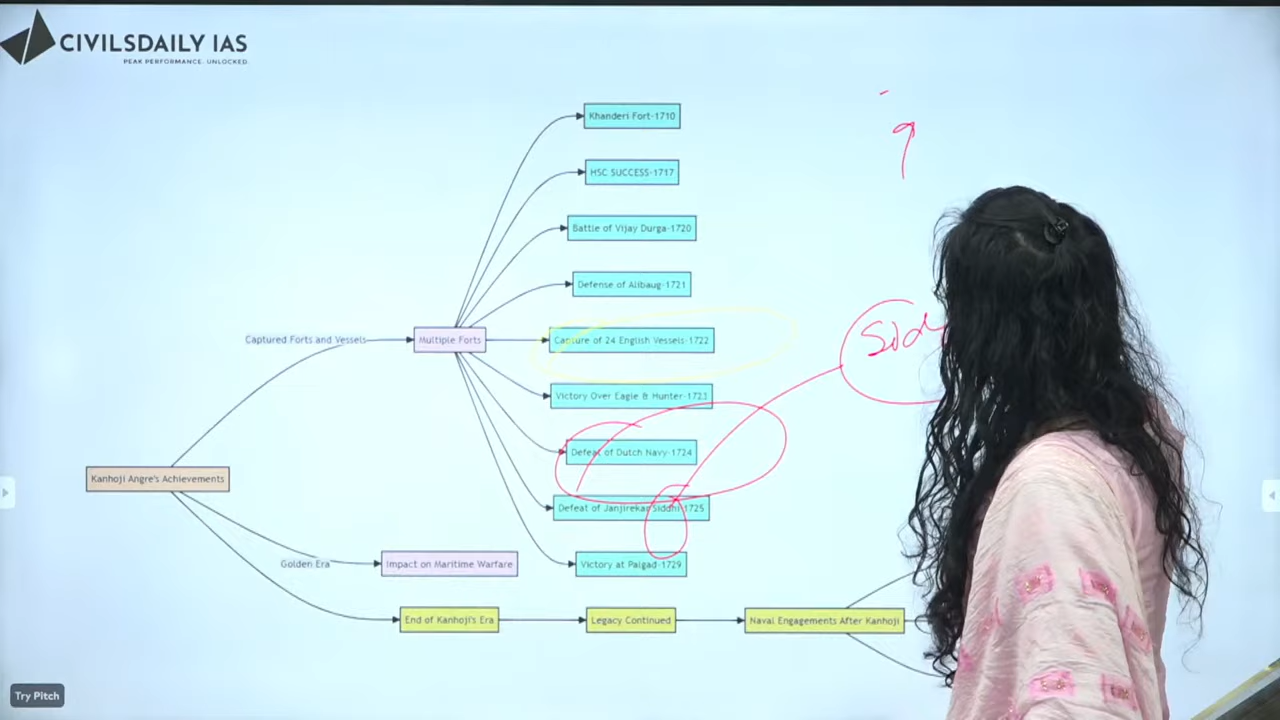 CIVILSDAILY IAS
PEAK PERFORMANCE. UNLOCKED.
Khanderi Fort-1710
HSC SUCCESS-1717
Battle of Vijay Durga-1720
Defense of Alibaug-1721
Captured Forts and Vessels
Multiple Forts
Capture of 24 English Vessels-1722
Victory Over Eagle & Hunter-1723
Defeat of Dutch Navy-1724
Kanhoji Angre's Achievements
Defeat of Janjirekar Siddhi-1725
Golden Era
Impact on Maritime Warfare
Victory at Palgad-1729
End of Kanhoji's Era
Legacy Continued
Naval Engagements After Kanhoji
Try Pitch